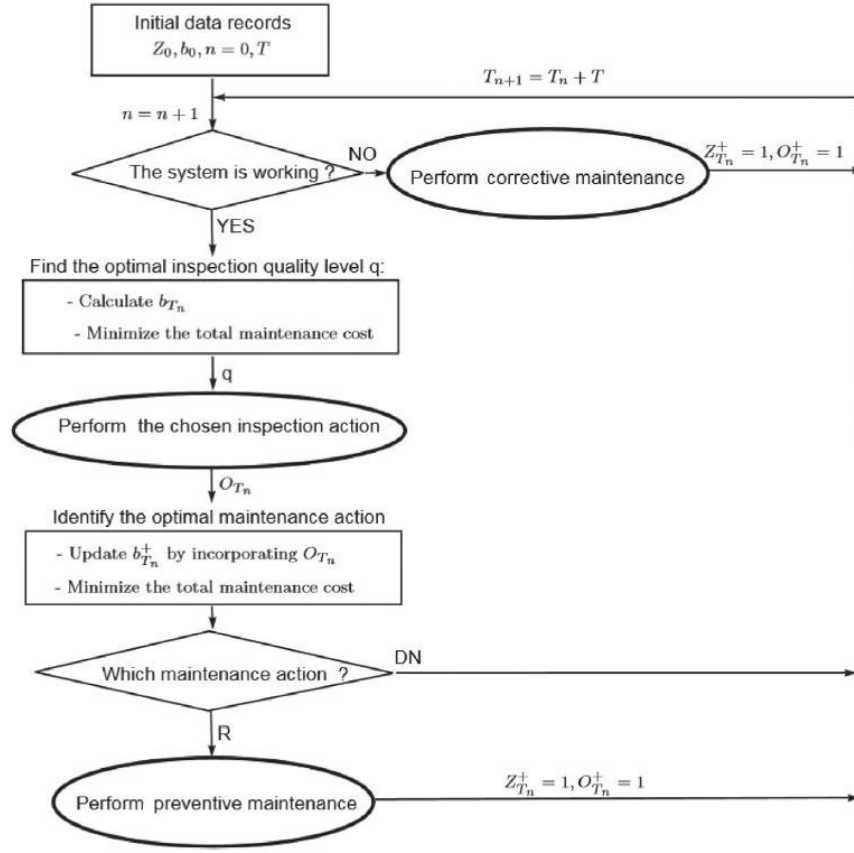 Initial data records
Z₀, b₀, n = 0, T
T_{n+1} = T_n + T
n = n + 1
The system is working ?
NO
Perform corrective maintenance
Z⁺_{T_n} = 1, O⁺_{T_n} = 1
YES
Find the optimal inspection quality level q:
- Calculate b_{T_n}
- Minimize the total maintenance cost
q
Perform the chosen inspection action
O_{T_n}
Identify the optimal maintenance action
- Update b⁺_{T_n} by incorporating O_{T_n}
- Minimize the total maintenance cost
Which maintenance action ?
DN
R
Perform preventive maintenance
Z⁺_{T_n} = 1, O⁺_{T_n} = 1